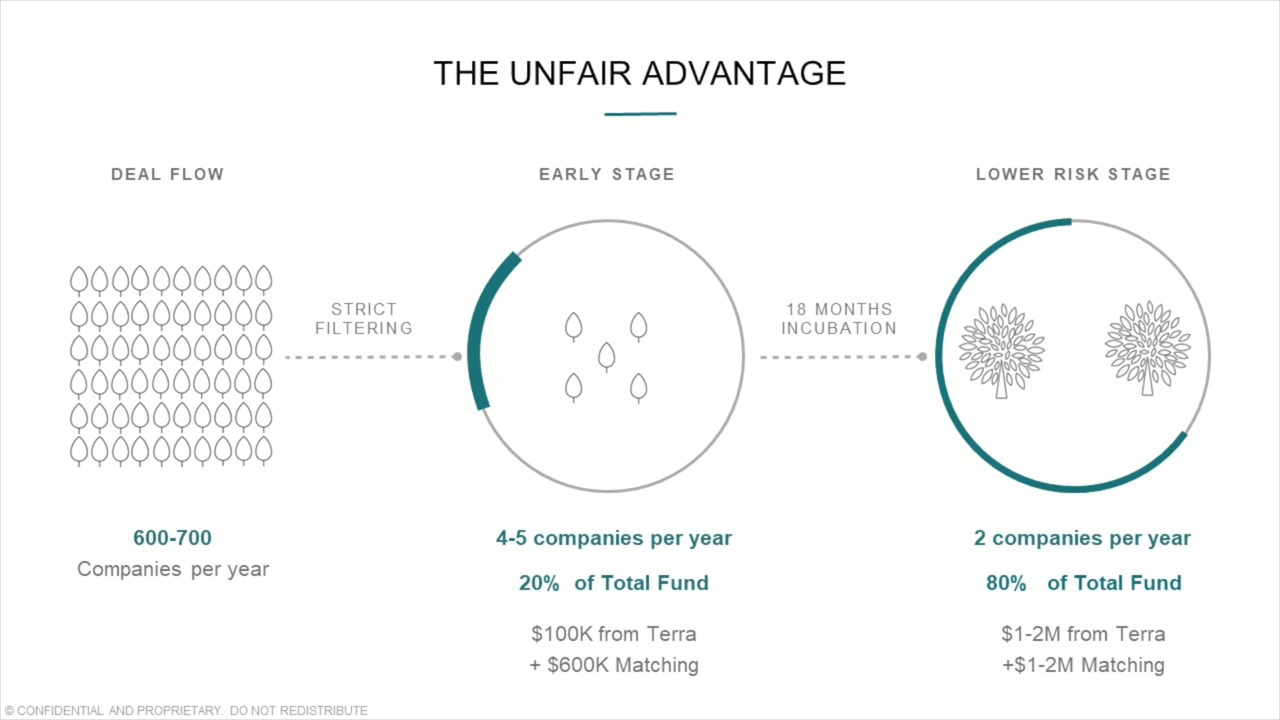 THE UNFAIR ADVANTAGE
DEAL FLOW
STRICT
FILTERING
600-700
Companies per year
EARLY STAGE
18 MONTHS
INCUBATION
4-5 companies per year
20% of Total Fund
$100K from Terra
+ $600K Matching
LOWER RISK STAGE
2 companies per year
80% of Total Fund
$1-2M from Terra
+$1-2M Matching
© CONFIDENTIAL AND PROPRIETARY. DO NOT REDISTRIBUTE